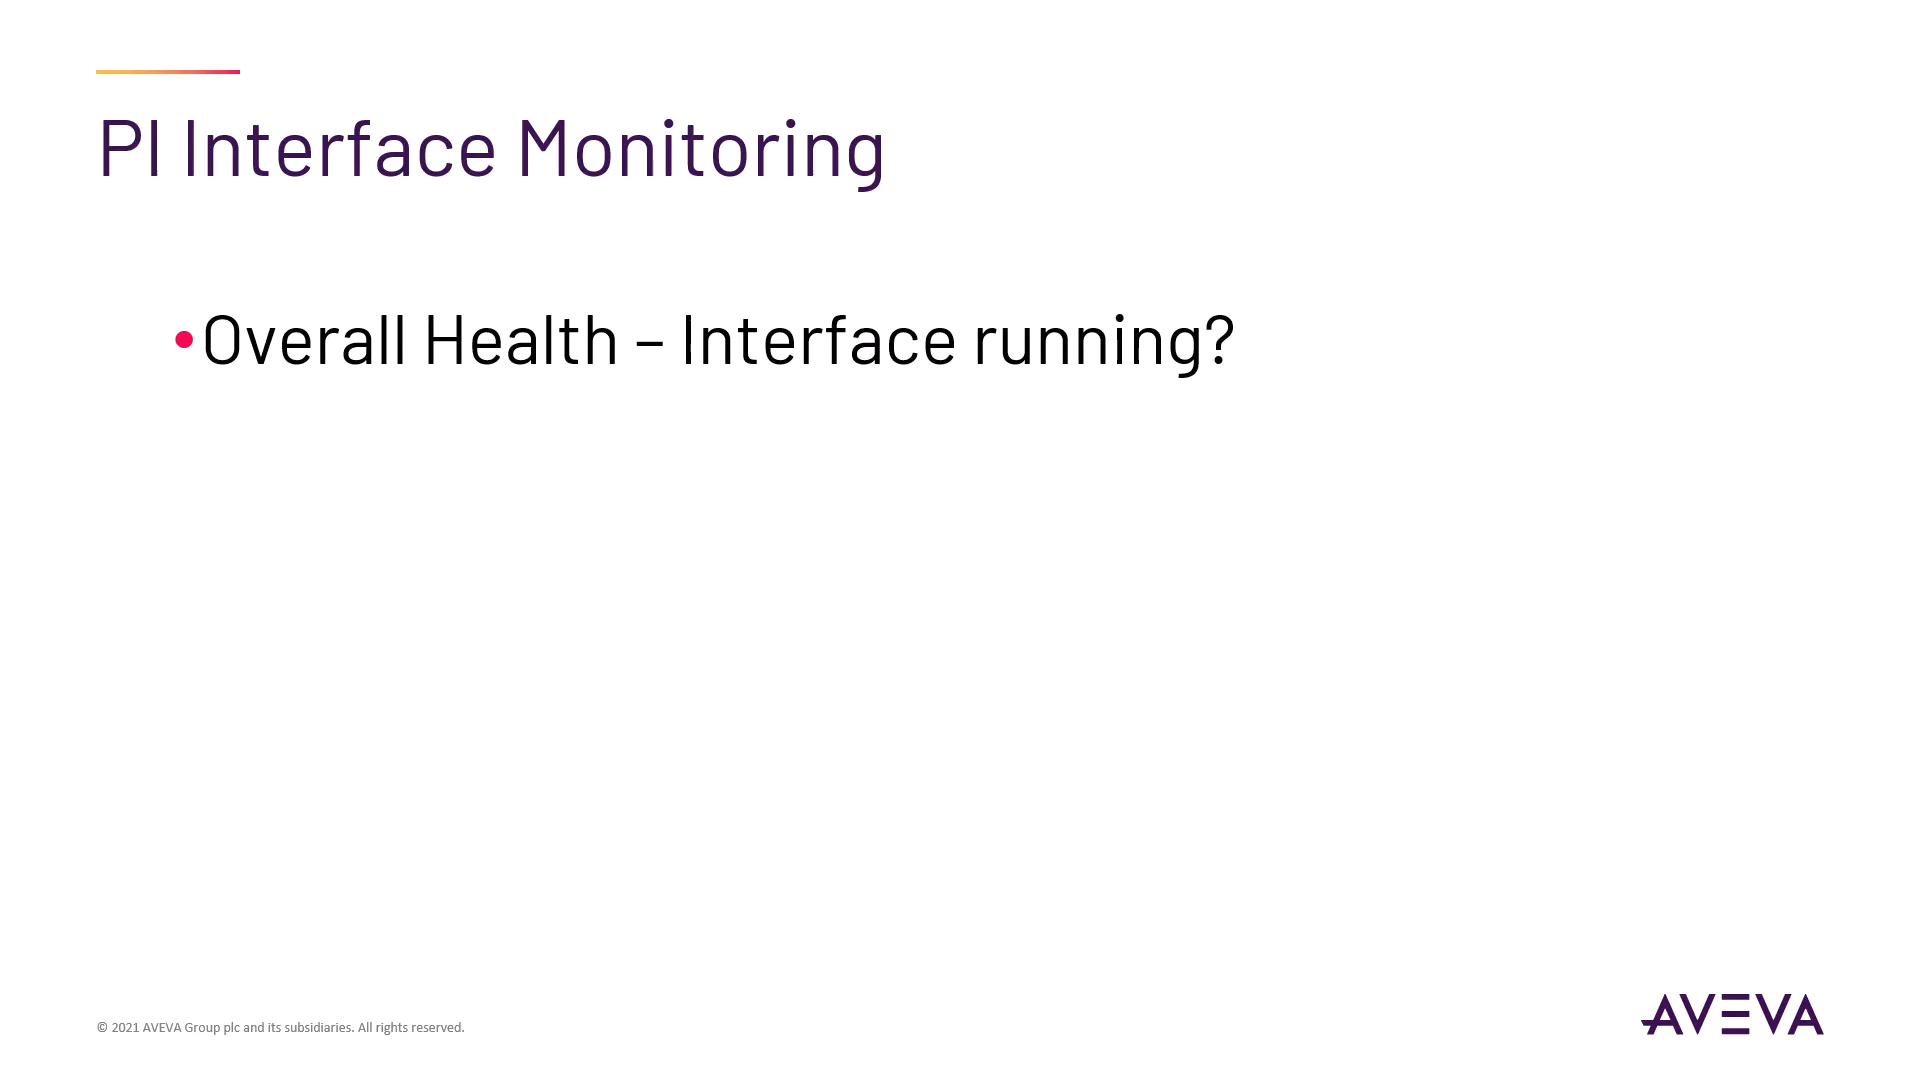 PI Interface Monitoring
•Overall Health – Interface running?
© 2021 AVEVA Group plc and its subsidiaries. All rights reserved.
AVEVA